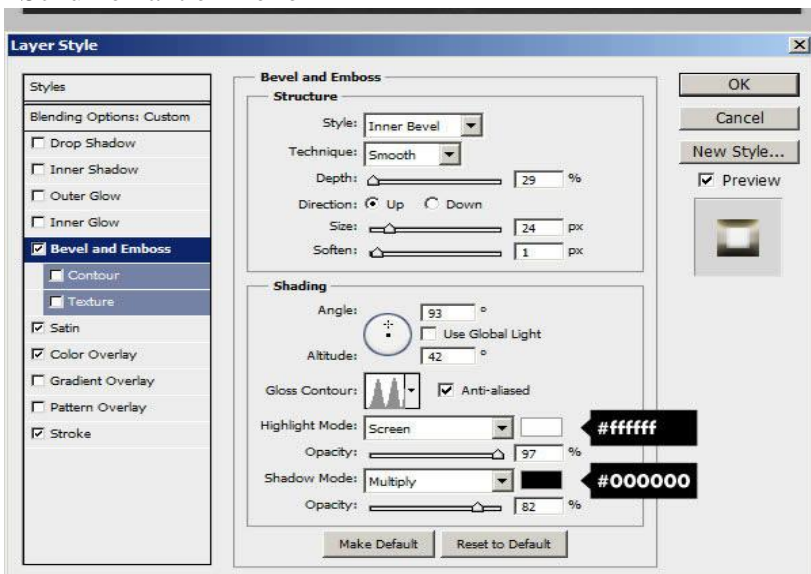 Layer Style
Styles
Blending Options: Custom
Drop Shadow
Inner Shadow
Outer Glow
Inner Glow
Bevel and Emboss
Contour
Texture
Satin
Color Overlay
Gradient Overlay
Pattern Overlay
Stroke
Bevel and Emboss
Structure
Style: Inner Bevel
Technique: Smooth
Depth: 29 %
Direction: Up Down
Size: 24 px
Soften: 1 px
Shading
Angle: 93 °
Use Global Light
Altitude: 42 °
Gloss Contour: Anti-aliased
Highlight Mode: Screen #ffffff
Opacity: 97 %
Shadow Mode: Multiply #000000
Opacity: 82 %
Make Default Reset to Default
OK
Cancel
New Style...
Preview